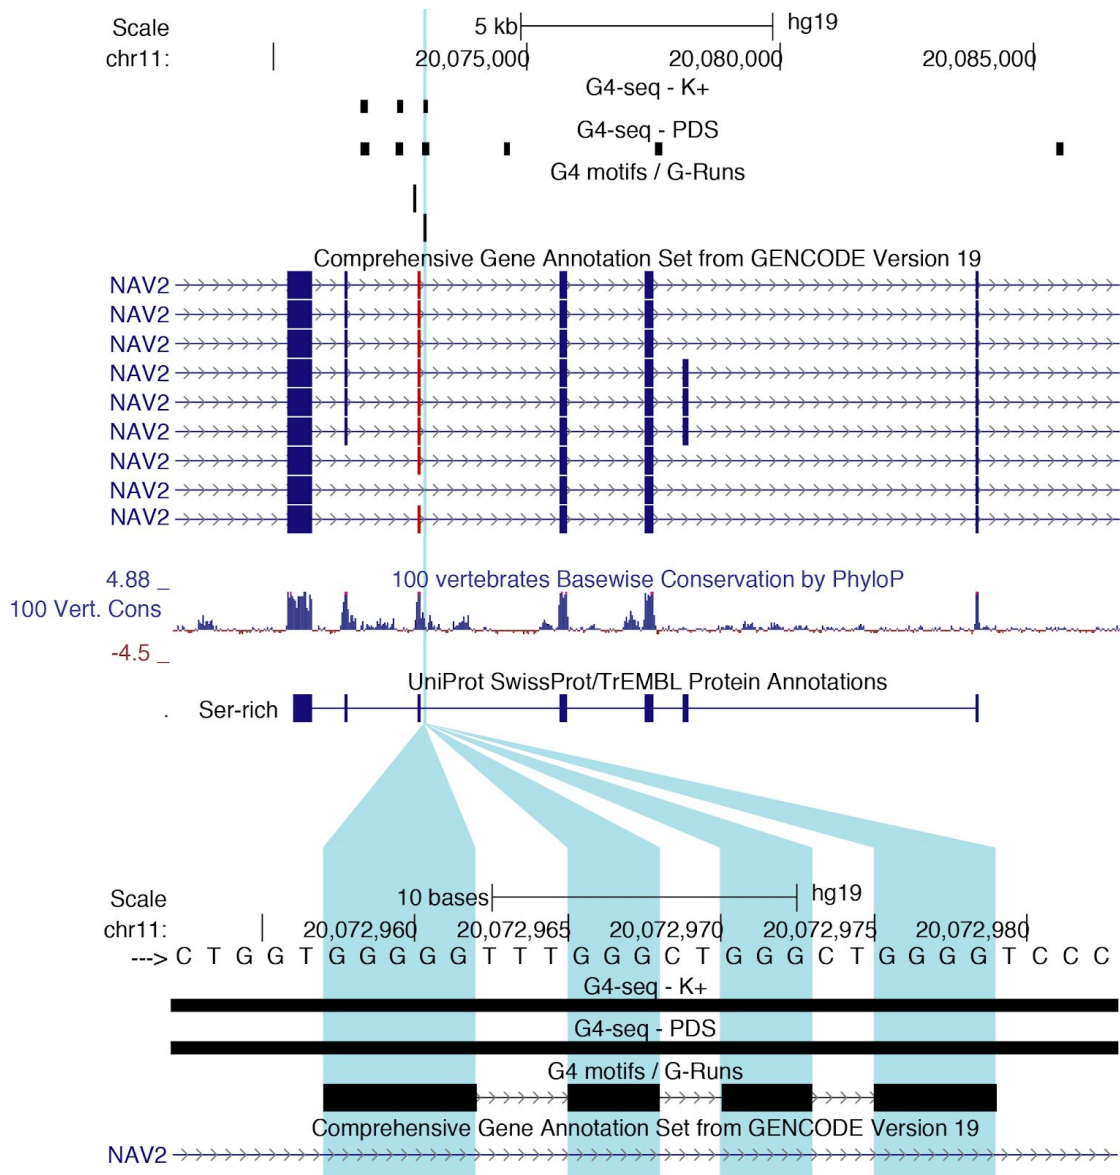 Scale 5 kb hg19
chr11: 20,075,000 20,080,000 20,085,000
G4-seq - K+
G4-seq - PDS
G4 motifs / G-Runs
Comprehensive Gene Annotation Set from GENCODE Version 19
NAV2
NAV2
NAV2
NAV2
NAV2
NAV2
NAV2
NAV2
NAV2
4.88 _ 100 vertebrates Basewise Conservation by PhyloP
100 Vert. Cons
-4.5 _
UniProt SwissProt/TrEMBL Protein Annotations
. Ser-rich
Scale 10 bases hg19
chr11: 20,072,960 20,072,965 20,072,970 20,072,975 20,072,980
---> C T G G T G G G G G T T T G G G C T G G G C T G G G G T C C C
G4-seq - K+
G4-seq - PDS
G4 motifs / G-Runs
Comprehensive Gene Annotation Set from GENCODE Version 19
NAV2